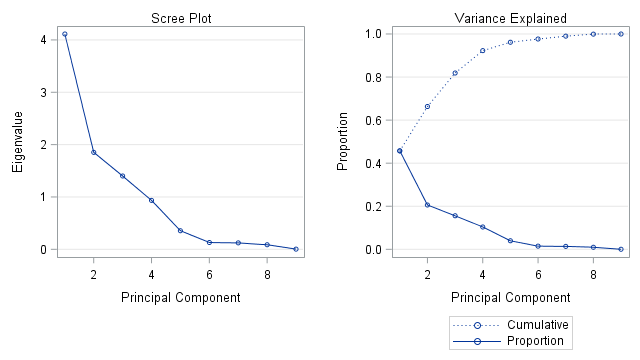 Scree Plot
4
3
2
1
0
Eigenvalue
2 4 6 8
Principal Component
Variance Explained
1.0
0.8
0.6
0.4
0.2
0.0
Proportion
2 4 6 8
Principal Component
Cumulative
Proportion